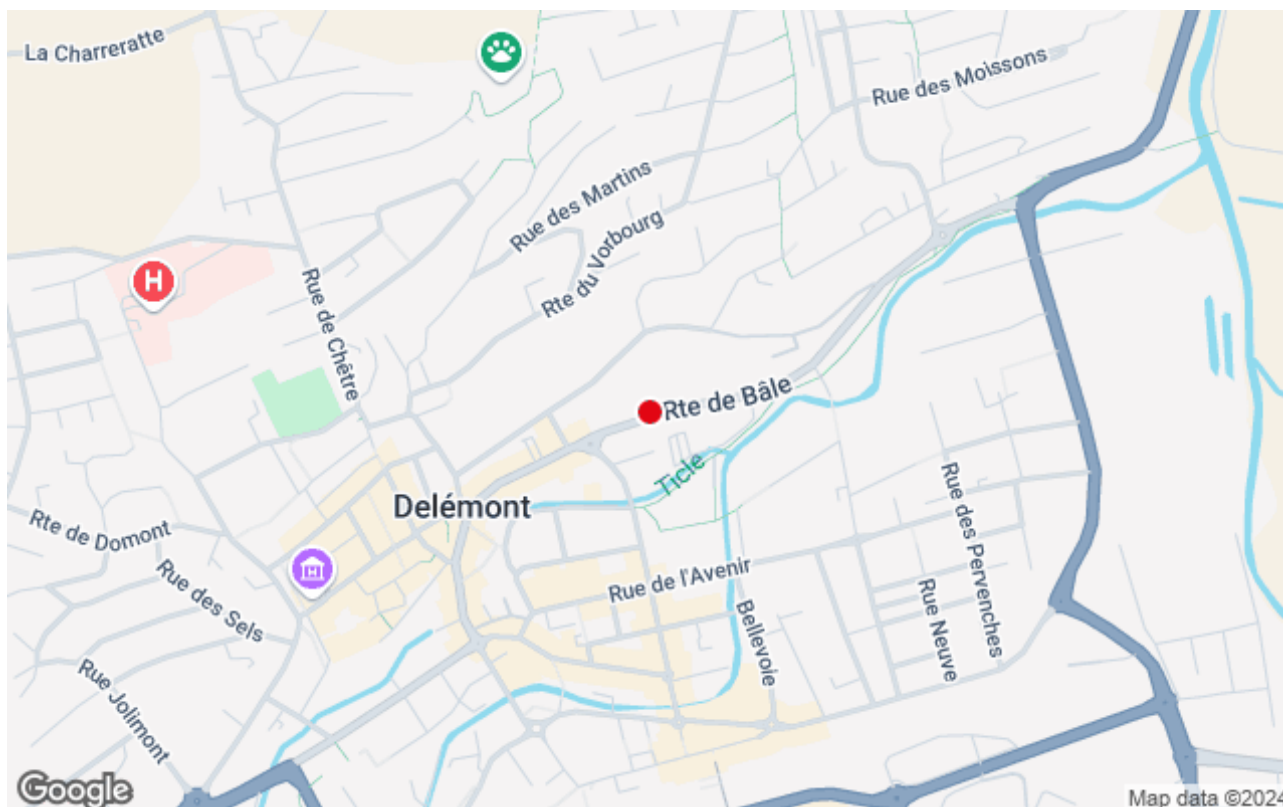 La Charreratte
Rue des Moissons
Rue des Martins
Rte du Vorbourg
Rue de Chêtre
H
Rte de Bâle
Ticle
Delémont
Rte de Domont
Rue des Sels
Rue Jolimont
Rue de l'Avenir
Bellevoie
Rue des Pervenches
Rue Neuve
Google
Map data ©2024